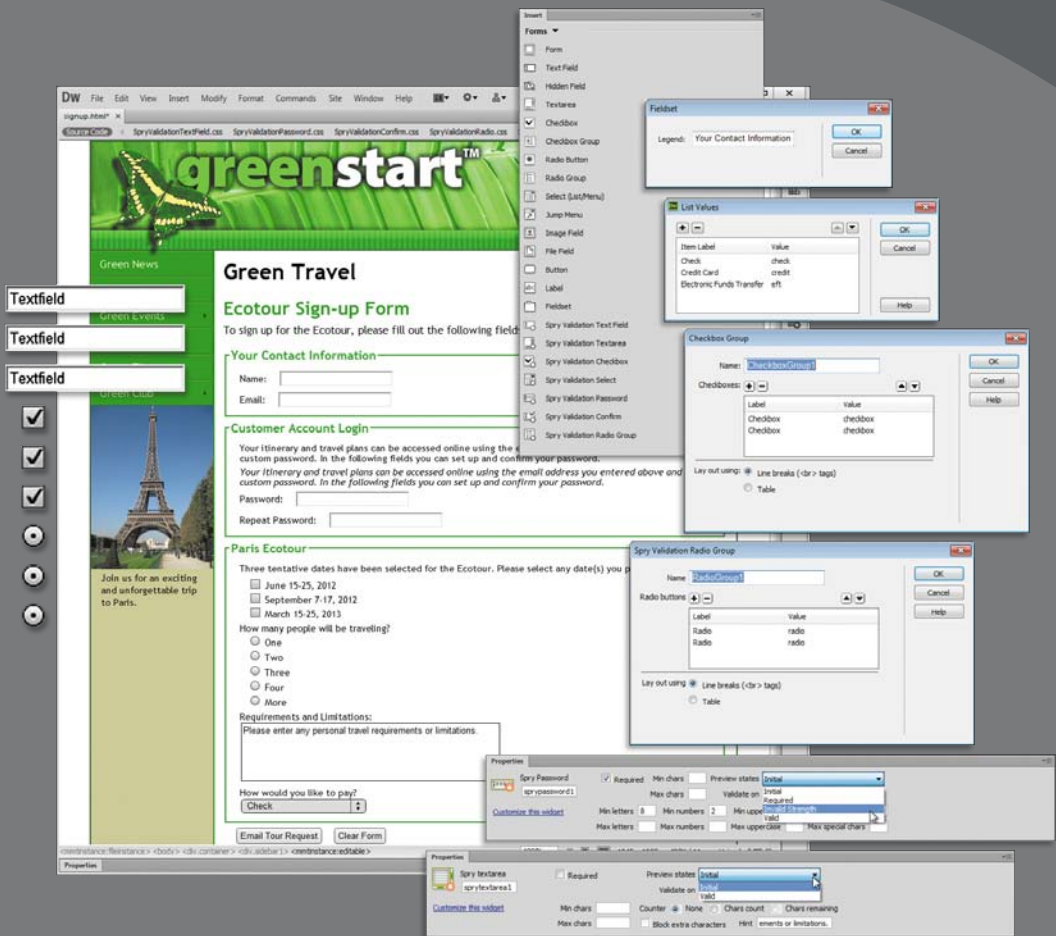 DW File Edit View Insert Modify Format Commands Site Window Help
signup.html* ×
Source Code SpryValidationTextField.css SpryValidationPassword.css SpryValidationConfirm.css SpryValidationRadio.css
greenstart™
Green News
Green Events
Green Club
Textfield
Textfield
Textfield
Join us for an exciting
and unforgettable trip
to Paris.
Green Travel
Ecotour Sign-up Form
To sign up for the Ecotour, please fill out the following field
Your Contact Information
Name:
Email:
Customer Account Login
Your itinerary and travel plans can be accessed online using the e
custom password. In the following fields you can set up and confirm your password.
Your itinerary and travel plans can be accessed online using the email address you entered above and
custom password. In the following fields you can set up and confirm your password.
Password:
Repeat Password:
Paris Ecotour
Three tentative dates have been selected for the Ecotour. Please select any date(s) you p
June 15-25, 2012
September 7-17, 2012
March 15-25, 2013
How many people will be traveling?
One
Two
Three
Four
More
Requirements and Limitations:
Please enter any personal travel requirements or limitations.
How would you like to pay?
Check
Email Tour Request Clear Form
<mmtinstance:fileinstance> <body> <div.container> <div.sidebar1> <mmtinstance:editable>
Properties
Insert
Forms
Form
Text Field
Hidden Field
Textarea
Checkbox
Checkbox Group
Radio Button
Radio Group
Select (List/Menu)
Jump Menu
Image Field
File Field
Button
Label
Fieldset
Spry Validation Text Field
Spry Validation Textarea
Spry Validation Checkbox
Spry Validation Select
Spry Validation Password
Spry Validation Confirm
Spry Validation Radio Group
Fieldset
Legend: Your Contact Information
OK
Cancel
List Values
Item Label Value
Check check
Credit Card credit
Electronic Funds Transfer eft
OK
Cancel
Help
Checkbox Group
Name: CheckboxGroup1
Checkboxes:
Label Value
Checkbox checkbox
Checkbox checkbox
Lay out using: Line breaks (<br> tags)
Table
OK
Cancel
Help
Spry Validation Radio Group
Name RadioGroup1
Radio buttons
Label Value
Radio radio
Radio radio
Lay out using Line breaks (<br> tags)
Table
OK
Cancel
Help
Properties
Spry Password Required Min chars Preview states Initial
sprypassword1 Max chars Validate on Initial
Required
Customize this widget Min letters 8 Min numbers 2 Min uppe Invalid Strength
Valid
Max letters Max numbers Max uppercase Max special chars
Properties
Spry textarea Required Preview states Initial
sprytextarea1 Validate on Initial
Valid
Customize this widget Min chars Counter None Chars count Chars remaining
Max chars Block extra characters Hint ements or limitations.